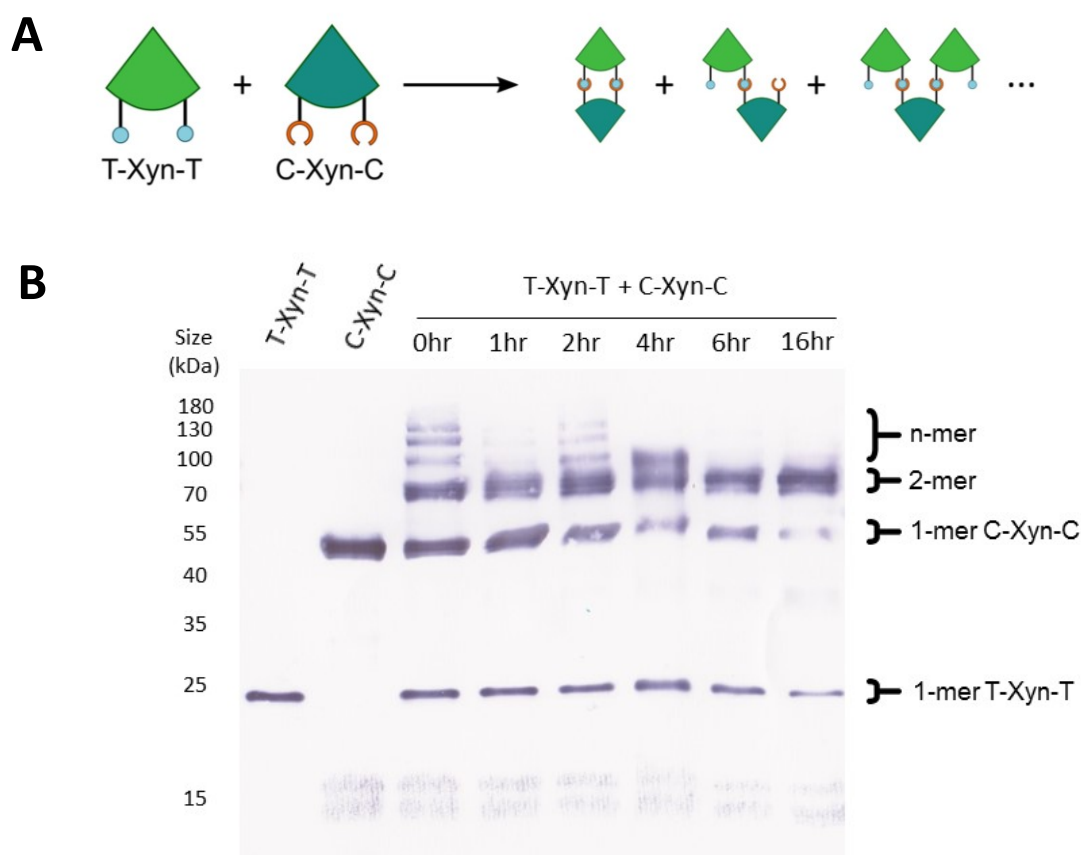 A
+
+
+
...
T-Xyn-T
C-Xyn-C
B
T-Xyn-T
C-Xyn-C
T-Xyn-T + C-Xyn-C
Size
(kDa)
0hr 1hr 2hr 4hr 6hr 16hr
180
130
100
70
55
40
35
25
15
n-mer
2-mer
1-mer C-Xyn-C
1-mer T-Xyn-T